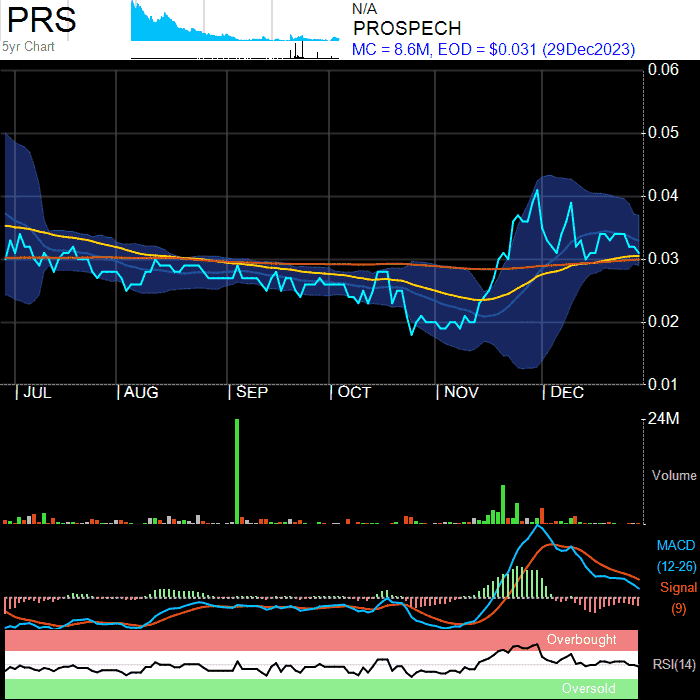 PRS
5yr Chart
N/A
PROSPECH
MC = 8.6M, EOD = $0.031 (29Dec2023)
0.06
0.05
0.04
0.03
0.02
0.01
JUL AUG SEP OCT NOV DEC
24M
Volume
MACD
(12-26)
Signal
(9)
Overbought
RSI(14)
Oversold